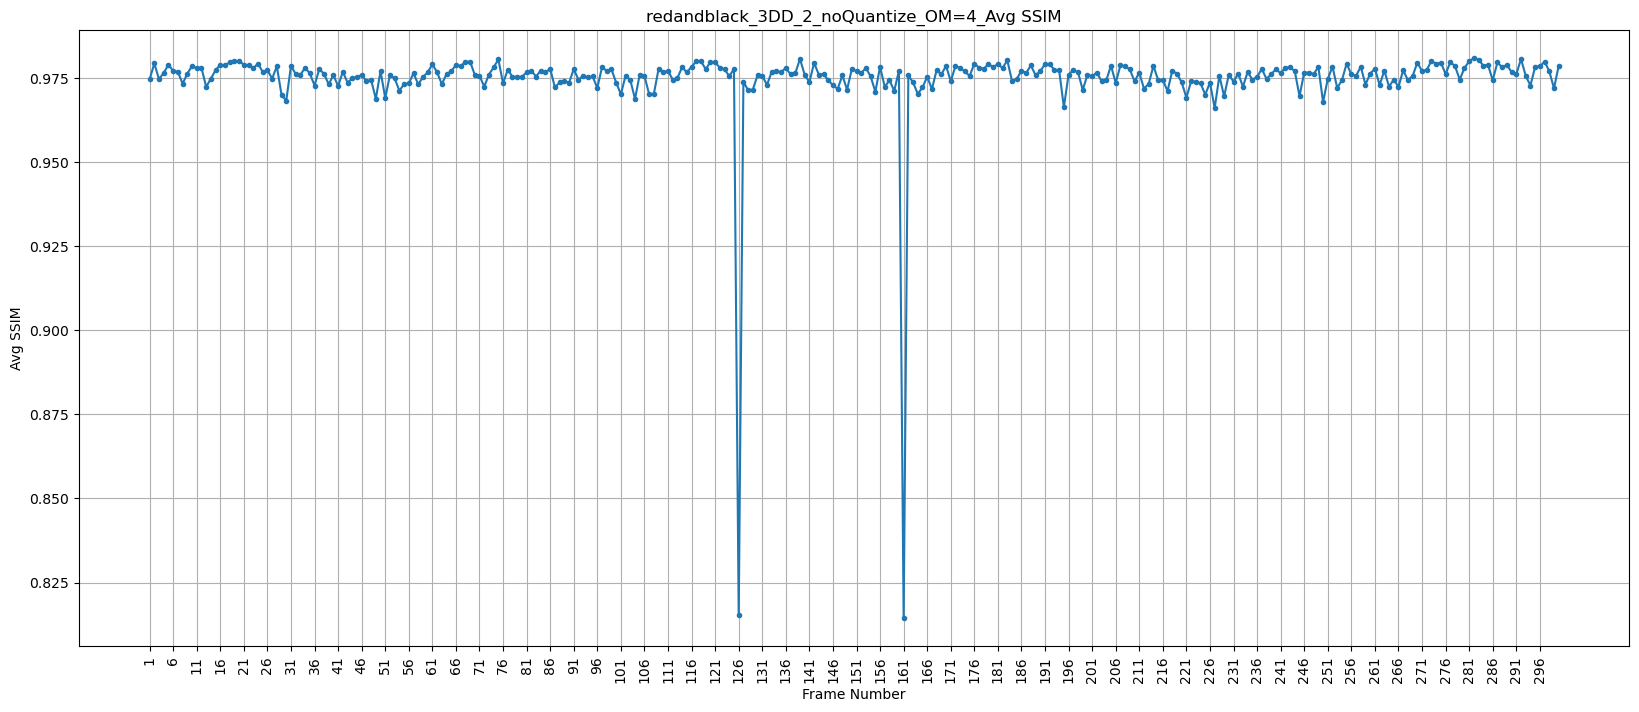 redandblack_3DD_2_noQuantize_OM=4_Avg SSIM
Avg SSIM
0.975
0.950
0.925
0.900
0.875
0.850
0.825
1 6 11 16 21 26 31 36 41 46 51 56 61 66 71 76 81 86 91 96 101 106 111 116 121 126 131 136 141 146 151 156 161 166 171 176 181 186 191 196 201 206 211 216 221 226 231 236 241 246 251 256 261 266 271 276 281 286 291 296
Frame Number